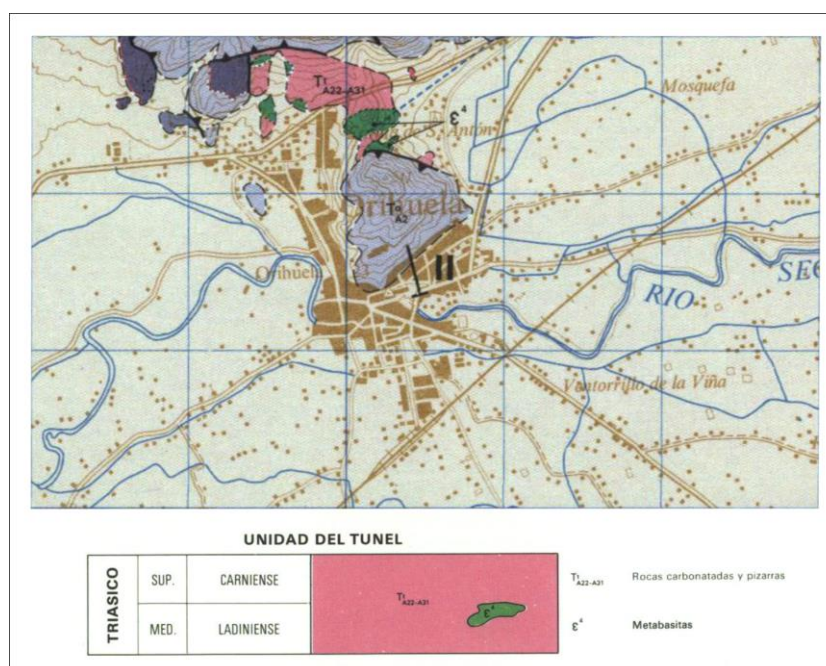 Mosquefa
T¹ A22-A31
ε⁴
de S. Antón
Orihuela
T A2
Orihuela
II
RIO SEG
Ventorrillo de la Viña
UNIDAD DEL TUNEL
TRIASICO
SUP.
CARNIENSE
MED.
LADINIENSE
T¹ A22-A31
ε⁴
T¹ A22-A31 Rocas carbonatadas y pizarras
ε⁴ Metabasitas